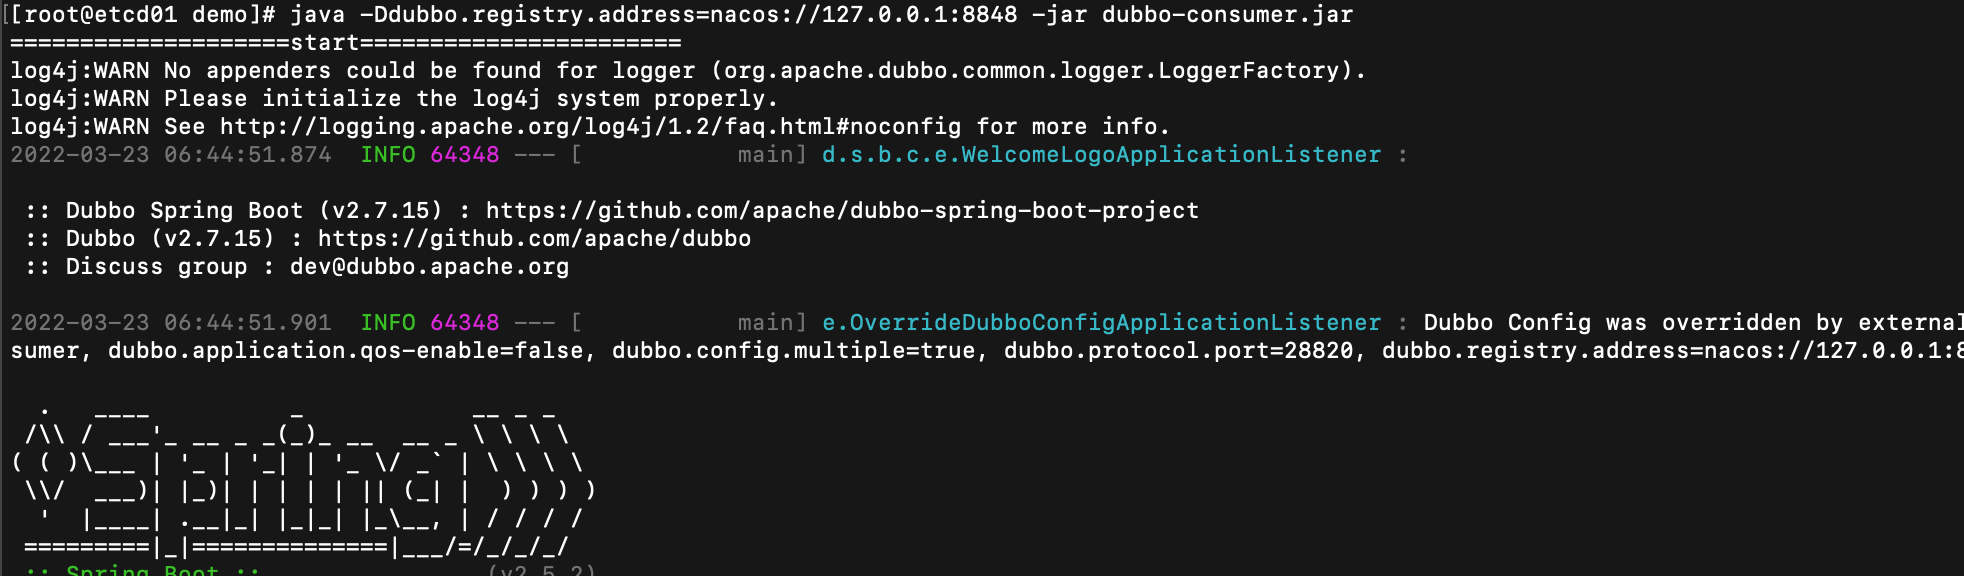 [[root@etcd01 demo]# java -Ddubbo.registry.address=nacos://127.0.0.1:8848 -jar dubbo-consumer.jar
====================start=======================
log4j:WARN No appenders could be found for logger (org.apache.dubbo.common.logger.LoggerFactory).
log4j:WARN Please initialize the log4j system properly.
log4j:WARN See http://logging.apache.org/log4j/1.2/faq.html#noconfig for more info.
2022-03-23 06:44:51.874  INFO 64348 --- [           main] d.s.b.c.e.WelcomeLogoApplicationListener :
 :: Dubbo Spring Boot (v2.7.15) : https://github.com/apache/dubbo-spring-boot-project
 :: Dubbo (v2.7.15) : https://github.com/apache/dubbo
 :: Discuss group : dev@dubbo.apache.org
2022-03-23 06:44:51.901  INFO 64348 --- [           main] e.OverrideDubboConfigApplicationListener : Dubbo Config was overridden by external
sumer, dubbo.application.qos-enable=false, dubbo.config.multiple=true, dubbo.protocol.port=28820, dubbo.registry.address=nacos://127.0.0.1:8
  .   ____          _            __ _ _
 /\\ / ___'_ __ _ _(_)_ __  __ _ \ \ \ \
( ( )\___ | '_ | '_| | '_ \/ _` | \ \ \ \
 \\/  ___)| |_)| | | | | || (_| |  ) ) ) )
  '  |____| .__|_| |_|_| |_\__, | / / / /
 =========|_|==============|___/=/_/_/_/
 :: Spring Boot ::                (v2.5.2)